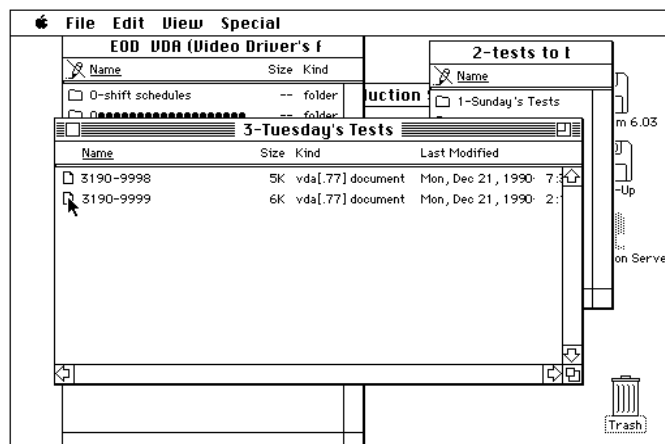 File Edit View Special
EOD VDA (Video Driver's f
Name Size Kind
0-shift schedules -- folder
folder
uction
2-tests to t
Name
1-Sunday's Tests
m 6.03
-Up
on Serve
3-Tuesday's Tests
Name Size Kind Last Modified
3190-9998 5K vda[.77] document Mon, Dec 21, 1990 7:
3190-9999 6K vda[.77] document Mon, Dec 21, 1990 2:
Trash